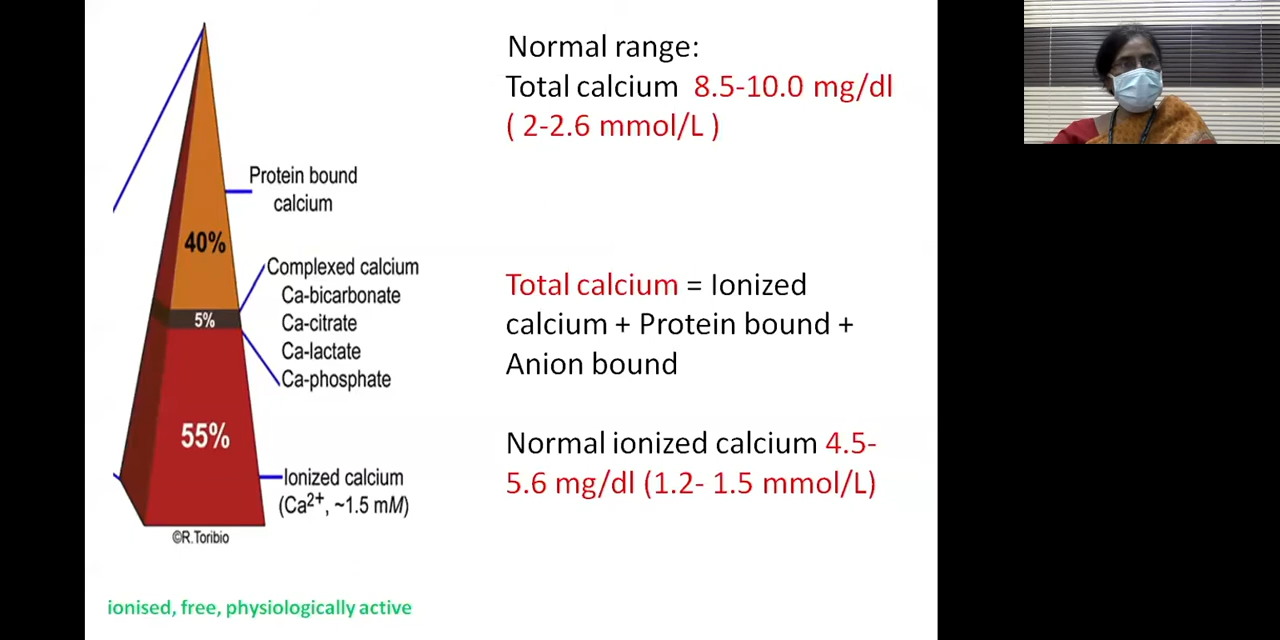 Protein bound
calcium
40%
Complexed calcium
Ca-bicarbonate
5%
Ca-citrate
Ca-lactate
Ca-phosphate
55%
Ionized calcium
(Ca²⁺, ~1.5 mM)
©R.Toribio
ionised, free, physiologically active
Normal range:
Total calcium 8.5-10.0 mg/dl
( 2-2.6 mmol/L )
Total calcium = Ionized
calcium + Protein bound +
Anion bound
Normal ionized calcium 4.5-
5.6 mg/dl (1.2- 1.5 mmol/L)